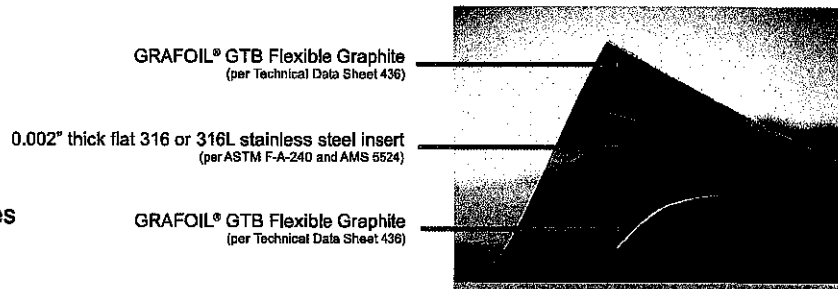 GRAFOIL® GTB Flexible Graphite
(per Technical Data Sheet 436)
0.002" thick flat 316 or 316L stainless steel insert
(per ASTM F-A-240 and AMS 5524)
es
GRAFOIL® GTB Flexible Graphite
(per Technical Data Sheet 436)